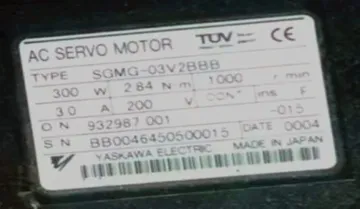 AC SERVO MOTOR TÜV CE
TYPE SGMG-03V2BBB
300 W 2.84 N·m 1000 r/min
3.0 A 200 V CONT ins. F
O N 932987 001 -015
S N BB0046450500015 DATE 0004
YASKAWA ELECTRIC MADE IN JAPAN